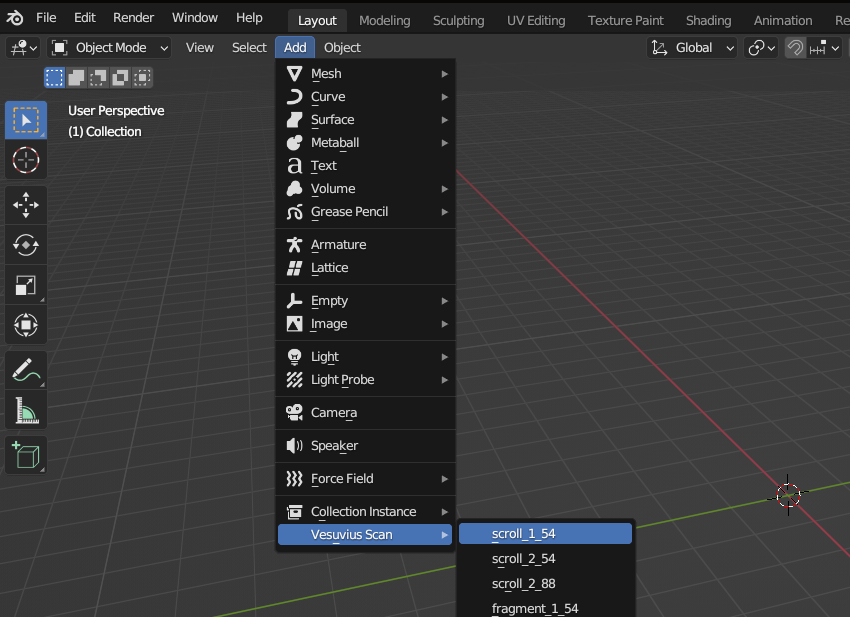 File Edit Render Window Help Layout Modeling Sculpting UV Editing Texture Paint Shading Animation Re
Object Mode View Select Add Object Global
User Perspective
(1) Collection
Mesh
Curve
Surface
Metaball
Text
Volume
Grease Pencil
Armature
Lattice
Empty
Image
Light
Light Probe
Camera
Speaker
Force Field
Collection Instance
Vesuvius Scan
scroll_1_54
scroll_2_54
scroll_2_88
fragment_1_54